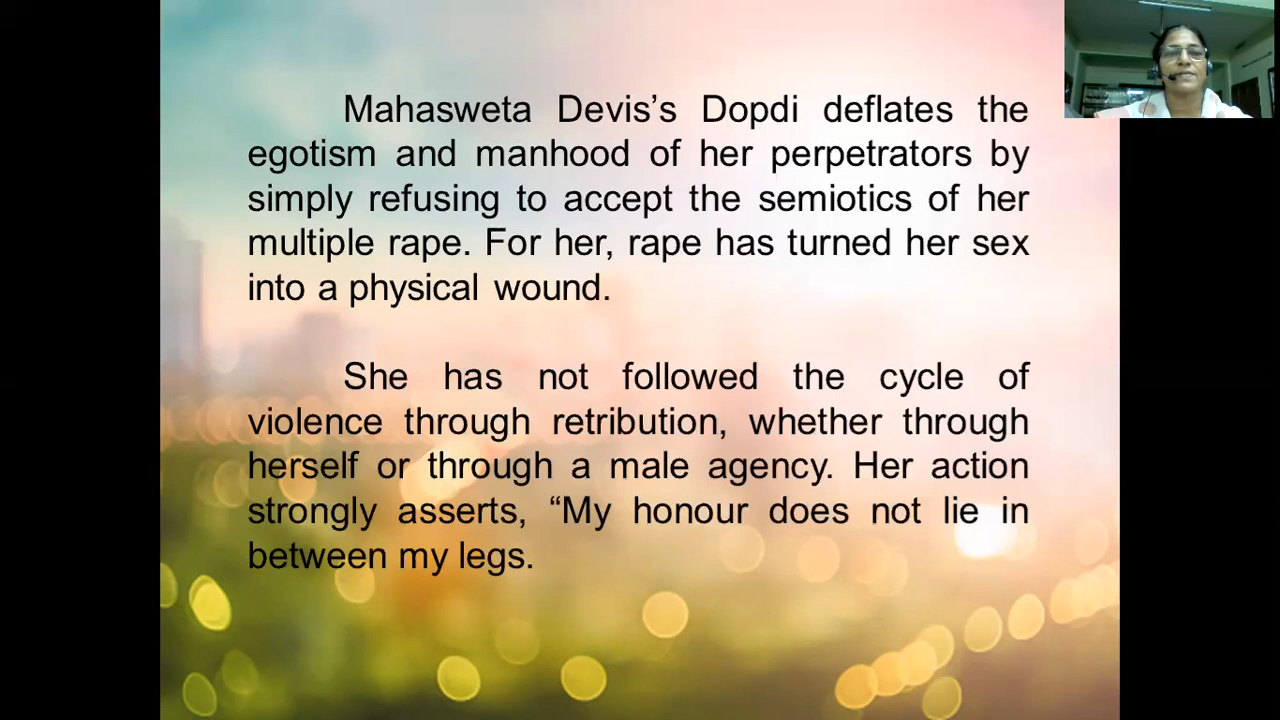 Mahasweta Devis’s Dopdi deflates the
egotism and manhood of her perpetrators by
simply refusing to accept the semiotics of her
multiple rape. For her, rape has turned her sex
into a physical wound.
She has not followed the cycle of
violence through retribution, whether through
herself or through a male agency. Her action
strongly asserts, “My honour does not lie in
between my legs.